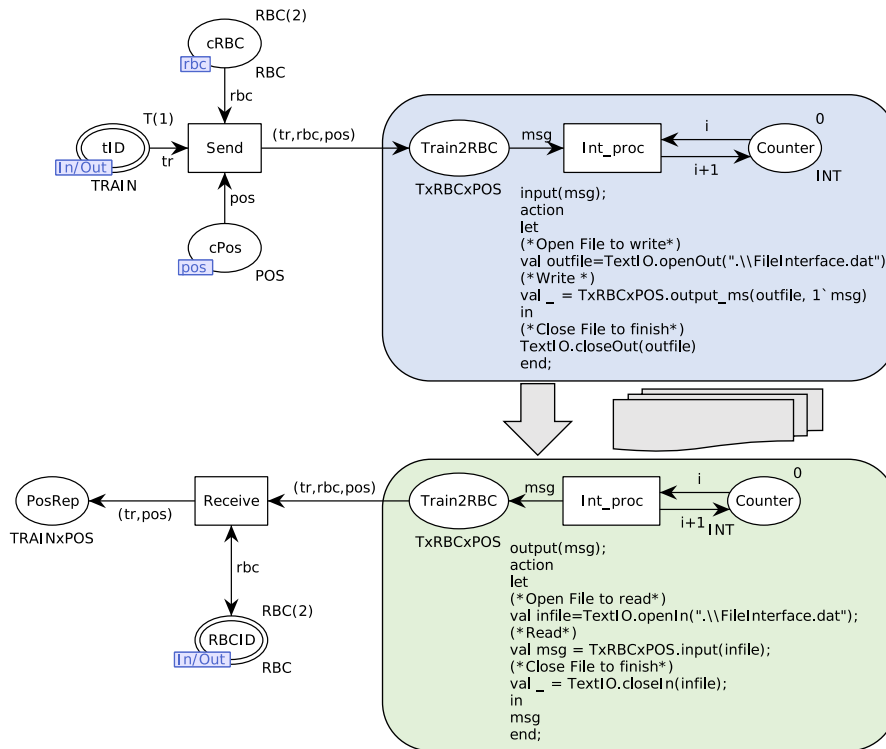 RBC(2)
cRBC
rbc
RBC
rbc
T(1)
tID
In/Out
TRAIN
tr
Send
(tr,rbc,pos)
pos
cPos
pos
POS
Train2RBC
TxRBCxPOS
msg
Int_proc
i
i+1
0
Counter
INT
input(msg);
action
let
(*Open File to write*)
val outfile=TextIO.openOut(".\\FileInterface.dat")
(*Write *)
val _ = TxRBCxPOS.output_ms(outfile, 1`msg)
in
(*Close File to finish*)
TextIO.closeOut(outfile)
end;
PosRep
TRAINxPOS
(tr,pos)
Receive
(tr,rbc,pos)
rbc
RBC(2)
RBCID
In/Out
RBC
Train2RBC
TxRBCxPOS
msg
Int_proc
i
i+1
0
Counter
INT
output(msg);
action
let
(*Open File to read*)
val infile=TextIO.openIn(".\\FileInterface.dat");
(*Read*)
val msg = TxRBCxPOS.input(infile);
(*Close File to finish*)
val _ = TextIO.closeIn(infile);
in
msg
end;